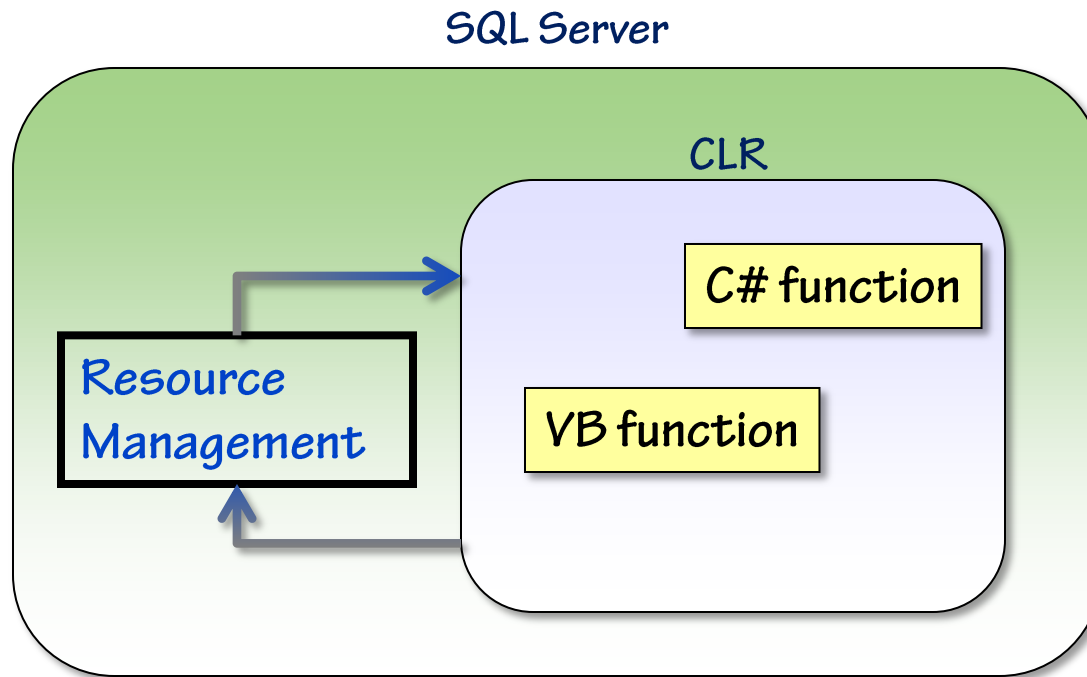 SQL Server
CLR
C# function
Resource
Management
VB function